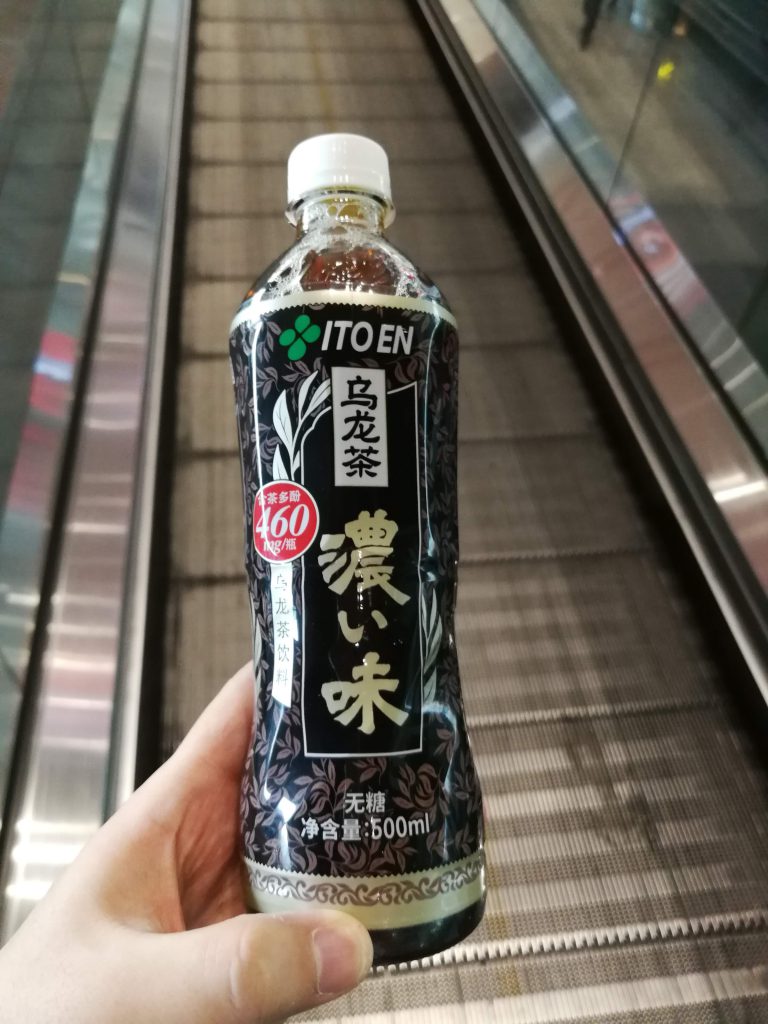 ITO EN
乌龙茶
含茶多酚
460
mg/瓶
濃い味
乌龙茶饮料
无糖
净含量:500ml